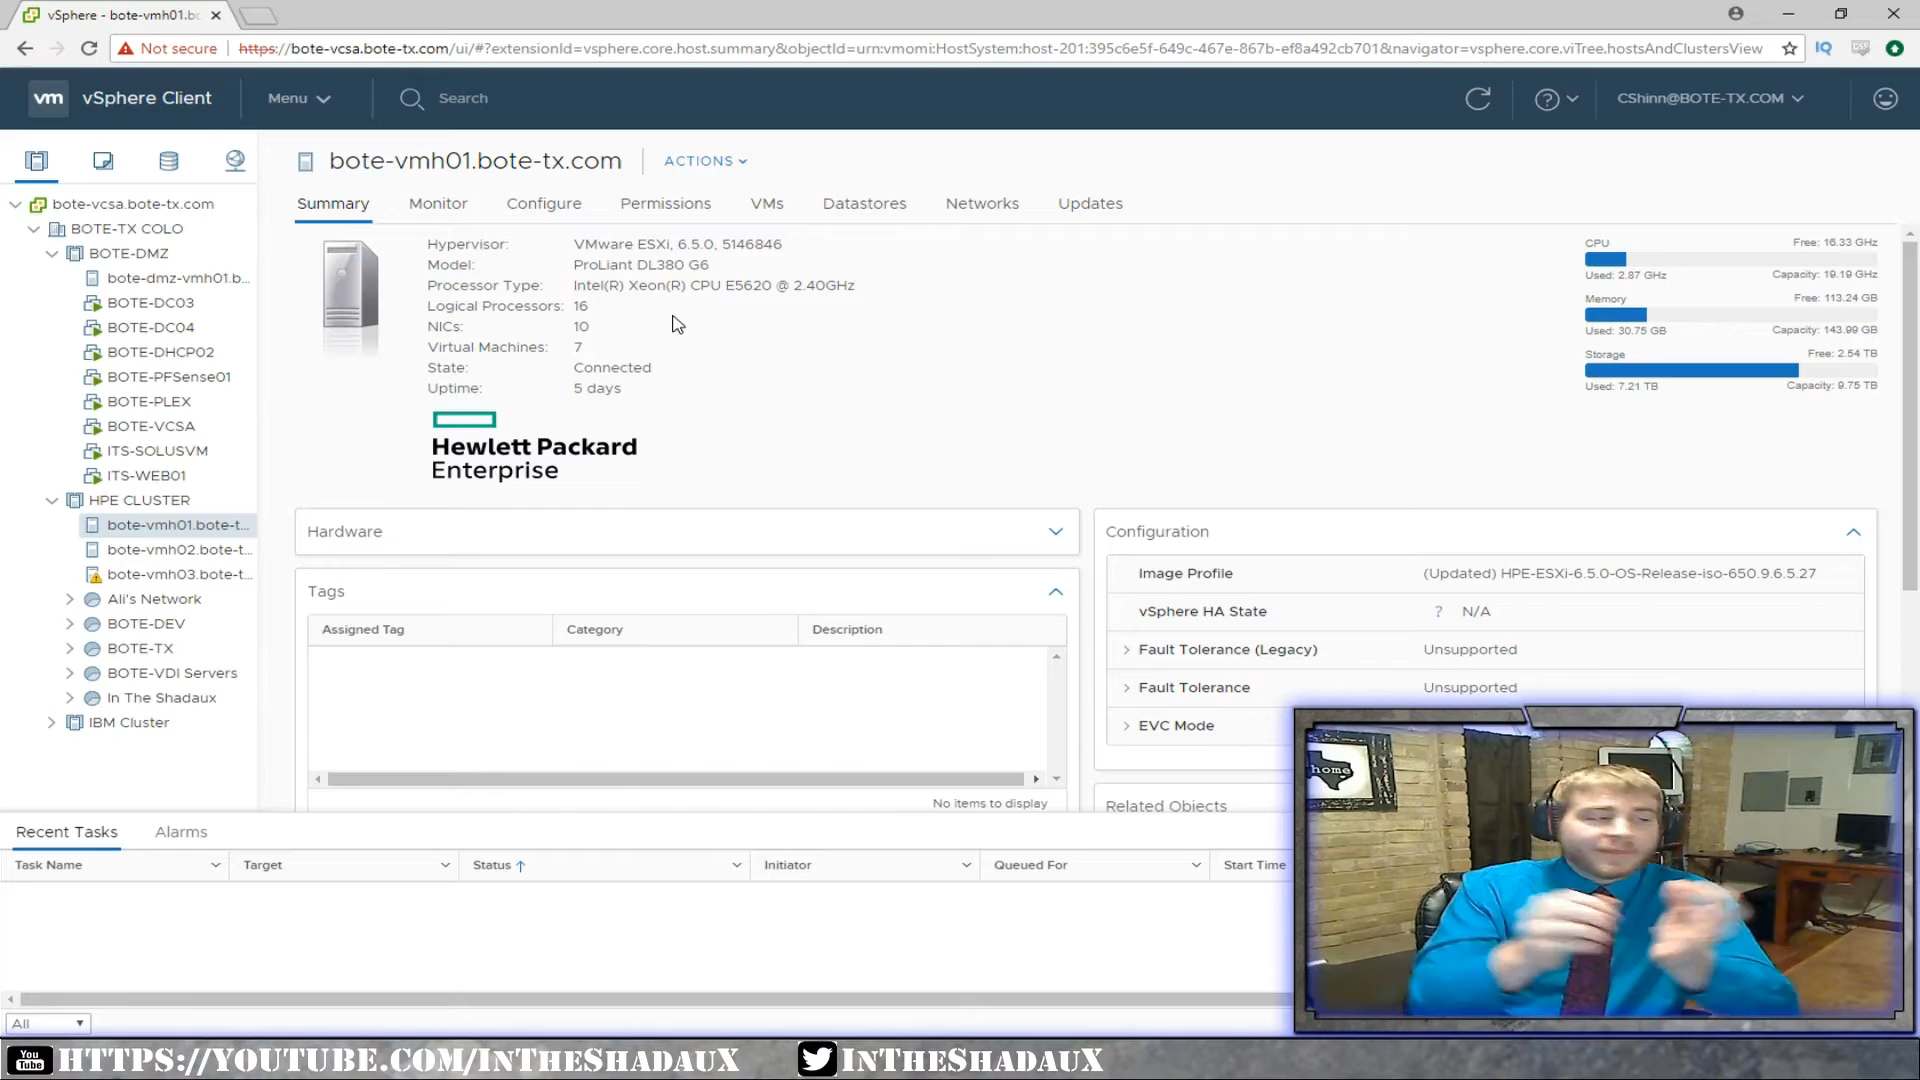 vSphere - bote-vmh01.bc
Not secure
https://bote-vcsa.bote-tx.com/ui/#?extensionId=vsphere.core.host.summary&objectId=urn:vmomi:HostSystem:host-201:395c6e5f-649c-467e-867b-ef8a492cb701&navigator=vsphere.core.viTree.hostsAndClustersView
IQ
vm vSphere Client
Menu
Search
CShinn@BOTE-TX.COM
bote-vcsa.bote-tx.com
BOTE-TX COLO
BOTE-DMZ
bote-dmz-vmh01.b...
BOTE-DC03
BOTE-DC04
BOTE-DHCP02
BOTE-PFSense01
BOTE-PLEX
BOTE-VCSA
ITS-SOLUSVM
ITS-WEB01
HPE CLUSTER
bote-vmh01.bote-t...
bote-vmh02.bote-t...
bote-vmh03.bote-t...
Ali's Network
BOTE-DEV
BOTE-TX
BOTE-VDI Servers
In The Shadaux
IBM Cluster
bote-vmh01.bote-tx.com
ACTIONS
Summary Monitor Configure Permissions VMs Datastores Networks Updates
Hypervisor: VMware ESXi, 6.5.0, 5146846
Model: ProLiant DL380 G6
Processor Type: Intel(R) Xeon(R) CPU E5620 @ 2.40GHz
Logical Processors: 16
NICs: 10
Virtual Machines: 7
State: Connected
Uptime: 5 days
Hewlett Packard
Enterprise
CPU Free: 16.33 GHz
Used: 2.87 GHz Capacity: 19.19 GHz
Memory Free: 113.24 GB
Used: 30.75 GB Capacity: 143.99 GB
Storage Free: 2.54 TB
Used: 7.21 TB Capacity: 9.75 TB
Hardware
Tags
Assigned Tag Category Description
No items to display
Configuration
Image Profile (Updated) HPE-ESXi-6.5.0-OS-Release-iso-650.9.6.5.27
vSphere HA State ? N/A
Fault Tolerance (Legacy) Unsupported
Fault Tolerance Unsupported
EVC Mode
Related Objects
Recent Tasks Alarms
Task Name Target Status Initiator Queued For Start Time
All
home
You Tube HTTPS://YOUTUBE.COM/INTHESHADAUX
INTHESHADAUX